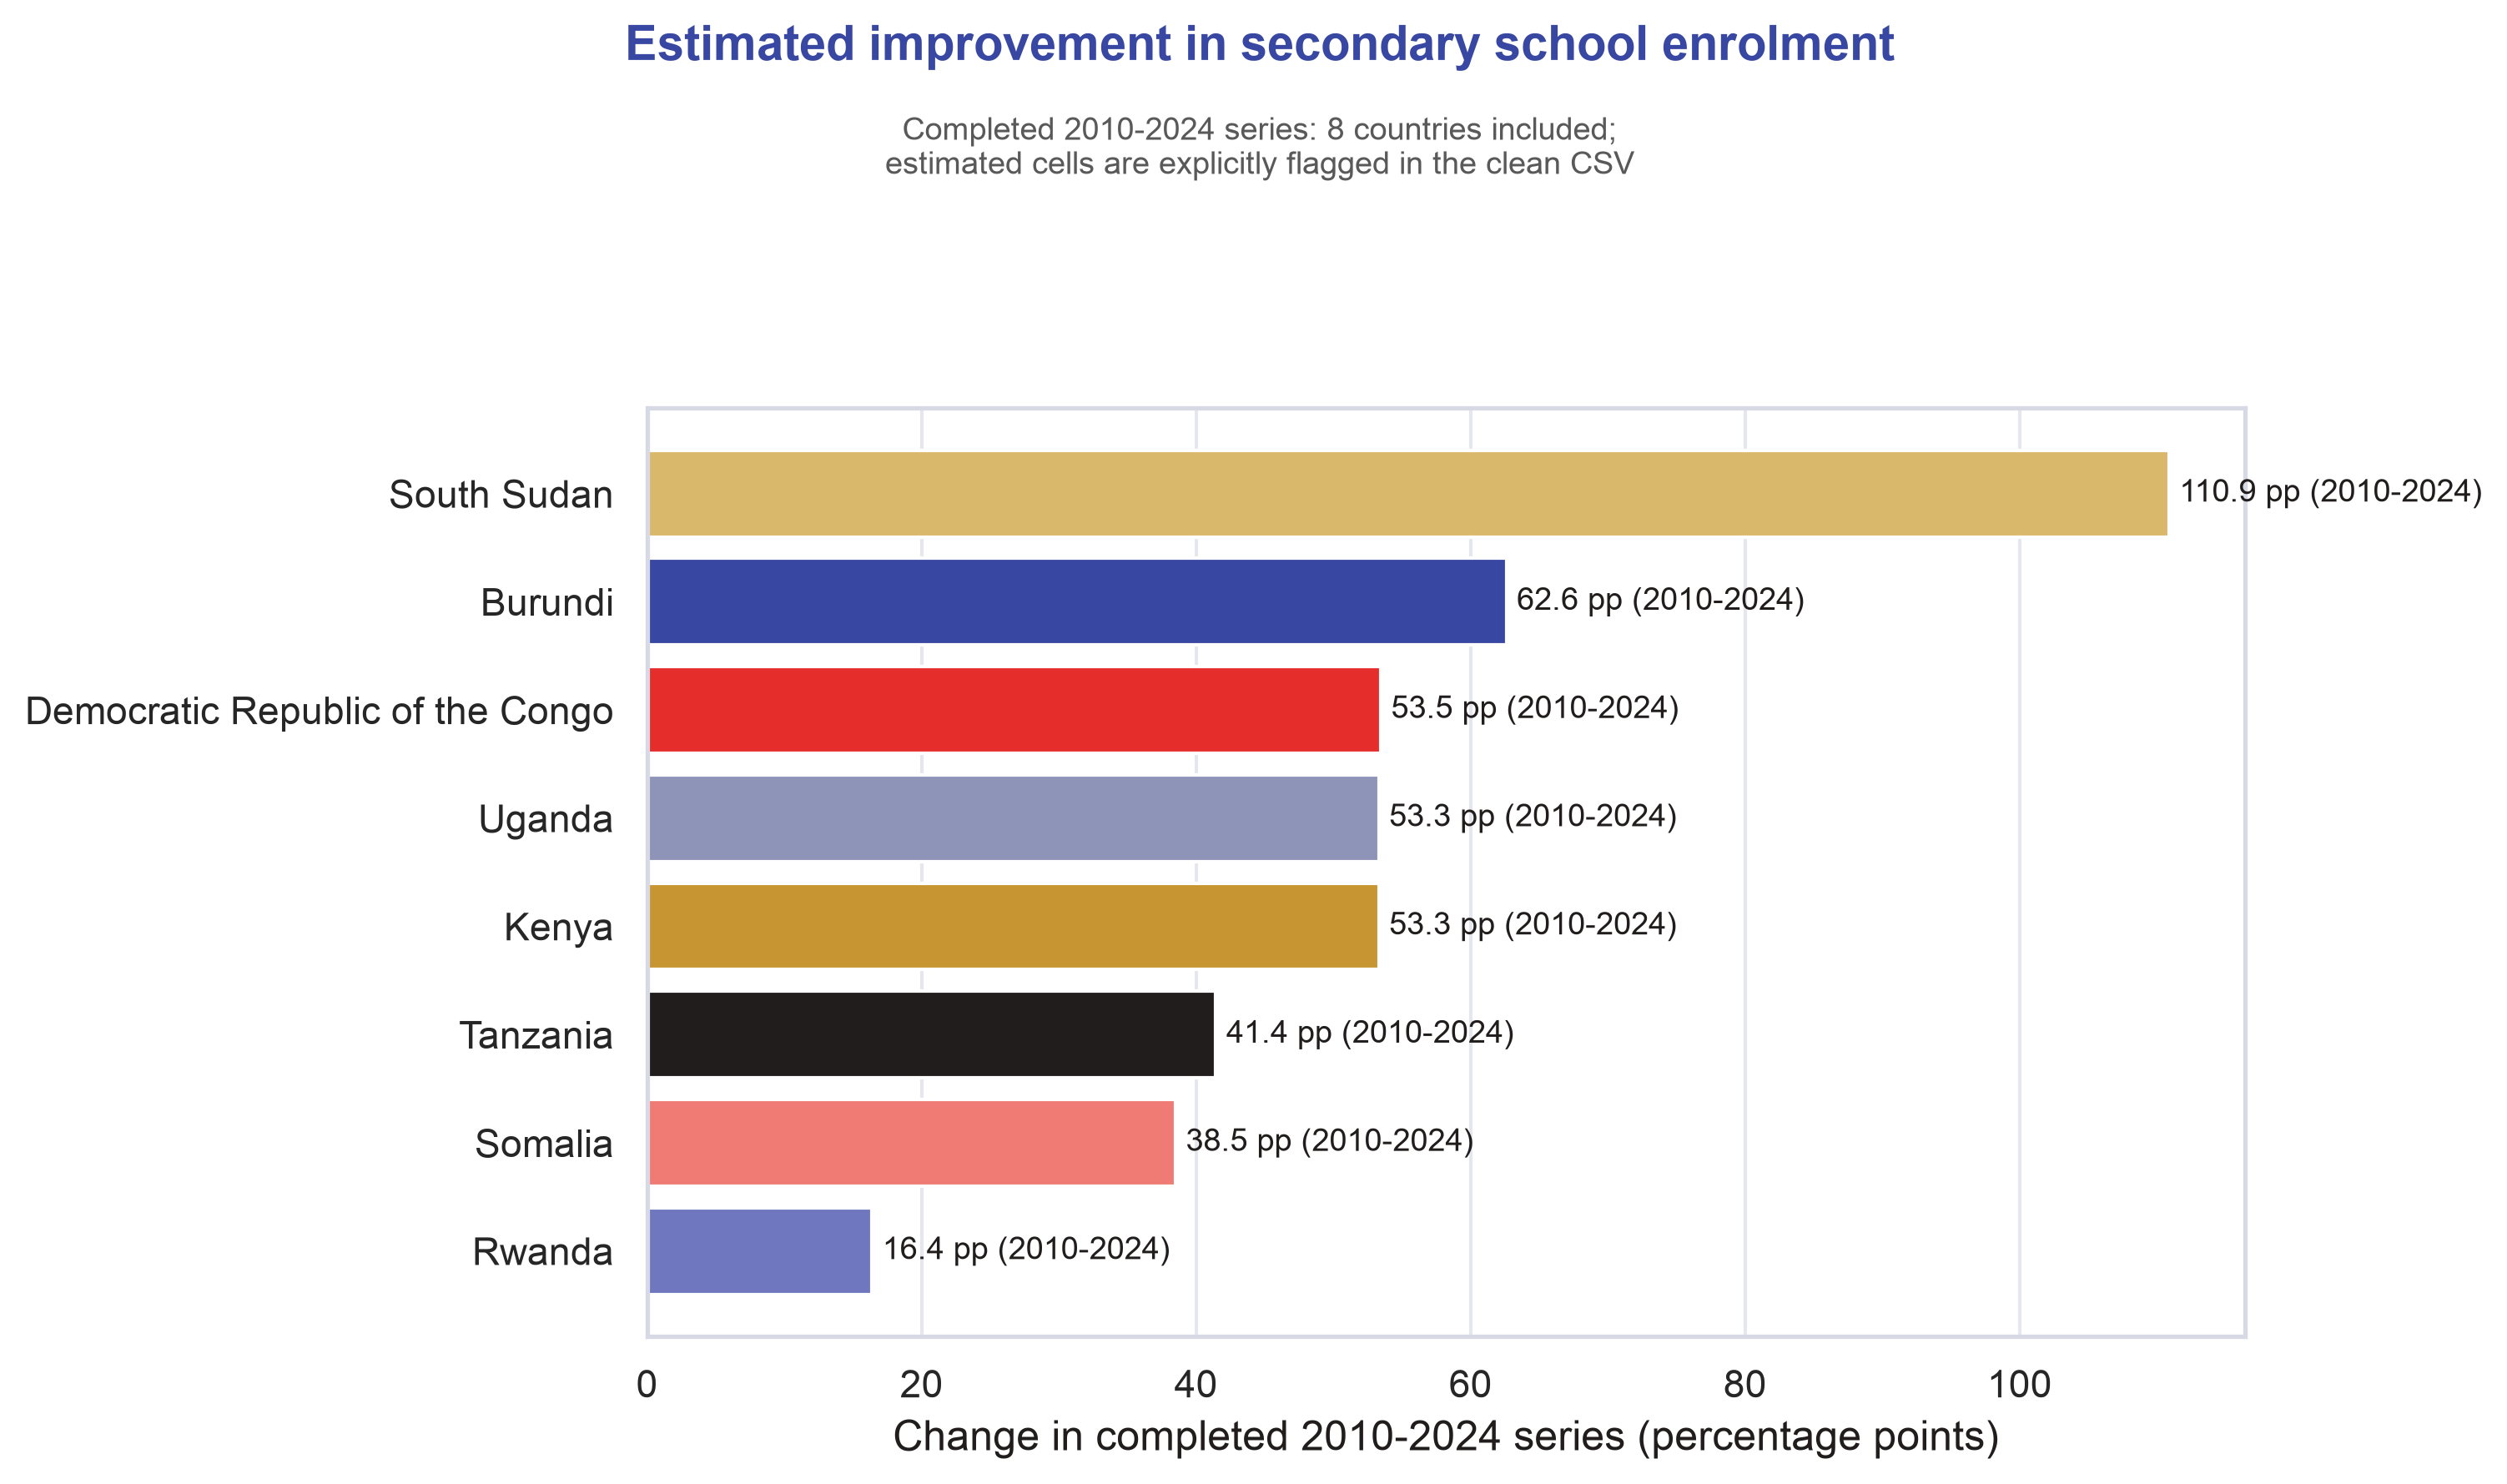 Estimated improvement in secondary school enrolment
Completed 2010-2024 series: 8 countries included;
estimated cells are explicitly flagged in the clean CSV
South Sudan
110.9 pp (2010-2024)
Burundi
62.6 pp (2010-2024)
Democratic Republic of the Congo
53.5 pp (2010-2024)
Uganda
53.3 pp (2010-2024)
Kenya
53.3 pp (2010-2024)
Tanzania
41.4 pp (2010-2024)
Somalia
38.5 pp (2010-2024)
Rwanda
16.4 pp (2010-2024)
0 20 40 60 80 100
Change in completed 2010-2024 series (percentage points)